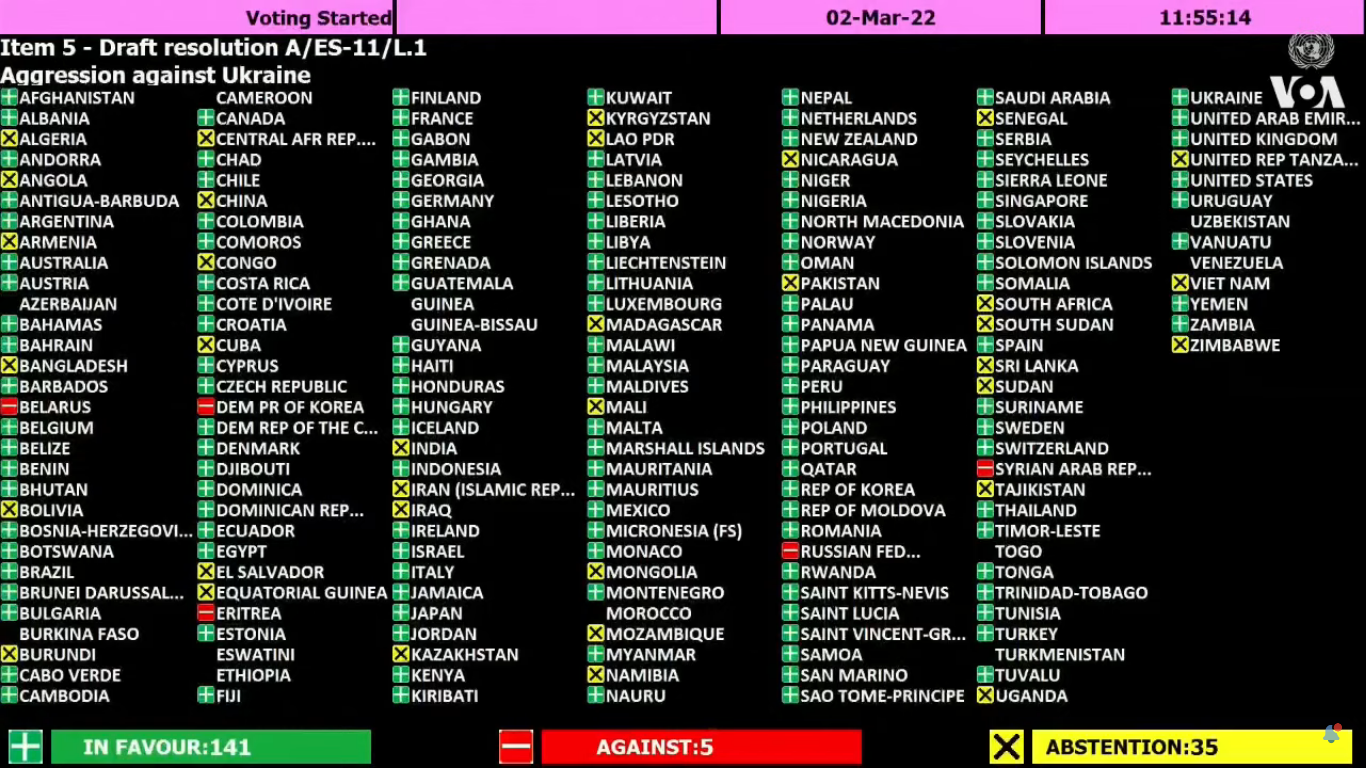 Voting Started 02-Mar-22 11:55:14
Item 5 - Draft resolution A/ES-11/L.1
Aggression against Ukraine
VOA
AFGHANISTAN
ALBANIA
ALGERIA
ANDORRA
ANGOLA
ANTIGUA-BARBUDA
ARGENTINA
ARMENIA
AUSTRALIA
AUSTRIA
AZERBAIJAN
BAHAMAS
BAHRAIN
BANGLADESH
BARBADOS
BELARUS
BELGIUM
BELIZE
BENIN
BHUTAN
BOLIVIA
BOSNIA-HERZEGOVI...
BOTSWANA
BRAZIL
BRUNEI DARUSSAL...
BULGARIA
BURKINA FASO
BURUNDI
CABO VERDE
CAMBODIA
CAMEROON
CANADA
CENTRAL AFR REP....
CHAD
CHILE
CHINA
COLOMBIA
COMOROS
CONGO
COSTA RICA
COTE D'IVOIRE
CROATIA
CUBA
CYPRUS
CZECH REPUBLIC
DEM PR OF KOREA
DEM REP OF THE C...
DENMARK
DJIBOUTI
DOMINICA
DOMINICAN REP...
ECUADOR
EGYPT
EL SALVADOR
EQUATORIAL GUINEA
ERITREA
ESTONIA
ESWATINI
ETHIOPIA
FIJI
FINLAND
FRANCE
GABON
GAMBIA
GEORGIA
GERMANY
GHANA
GREECE
GRENADA
GUATEMALA
GUINEA
GUINEA-BISSAU
GUYANA
HAITI
HONDURAS
HUNGARY
ICELAND
INDIA
INDONESIA
IRAN (ISLAMIC REP...
IRAQ
IRELAND
ISRAEL
ITALY
JAMAICA
JAPAN
JORDAN
KAZAKHSTAN
KENYA
KIRIBATI
KUWAIT
KYRGYZSTAN
LAO PDR
LATVIA
LEBANON
LESOTHO
LIBERIA
LIBYA
LIECHTENSTEIN
LITHUANIA
LUXEMBOURG
MADAGASCAR
MALAWI
MALAYSIA
MALDIVES
MALI
MALTA
MARSHALL ISLANDS
MAURITANIA
MAURITIUS
MEXICO
MICRONESIA (FS)
MONACO
MONGOLIA
MONTENEGRO
MOROCCO
MOZAMBIQUE
MYANMAR
NAMIBIA
NAURU
NEPAL
NETHERLANDS
NEW ZEALAND
NICARAGUA
NIGER
NIGERIA
NORTH MACEDONIA
NORWAY
OMAN
PAKISTAN
PALAU
PANAMA
PAPUA NEW GUINEA
PARAGUAY
PERU
PHILIPPINES
POLAND
PORTUGAL
QATAR
REP OF KOREA
REP OF MOLDOVA
ROMANIA
RUSSIAN FED...
RWANDA
SAINT KITTS-NEVIS
SAINT LUCIA
SAINT VINCENT-GR...
SAMOA
SAN MARINO
SAO TOME-PRINCIPE
SAUDI ARABIA
SENEGAL
SERBIA
SEYCHELLES
SIERRA LEONE
SINGAPORE
SLOVAKIA
SLOVENIA
SOLOMON ISLANDS
SOMALIA
SOUTH AFRICA
SOUTH SUDAN
SPAIN
SRI LANKA
SUDAN
SURINAME
SWEDEN
SWITZERLAND
SYRIAN ARAB REP...
TAJIKISTAN
THAILAND
TIMOR-LESTE
TOGO
TONGA
TRINIDAD-TOBAGO
TUNISIA
TURKEY
TURKMENISTAN
TUVALU
UGANDA
UKRAINE
UNITED ARAB EMIR...
UNITED KINGDOM
UNITED REP TANZA...
UNITED STATES
URUGUAY
UZBEKISTAN
VANUATU
VENEZUELA
VIET NAM
YEMEN
ZAMBIA
ZIMBABWE
IN FAVOUR:141 AGAINST:5 ABSTENTION:35